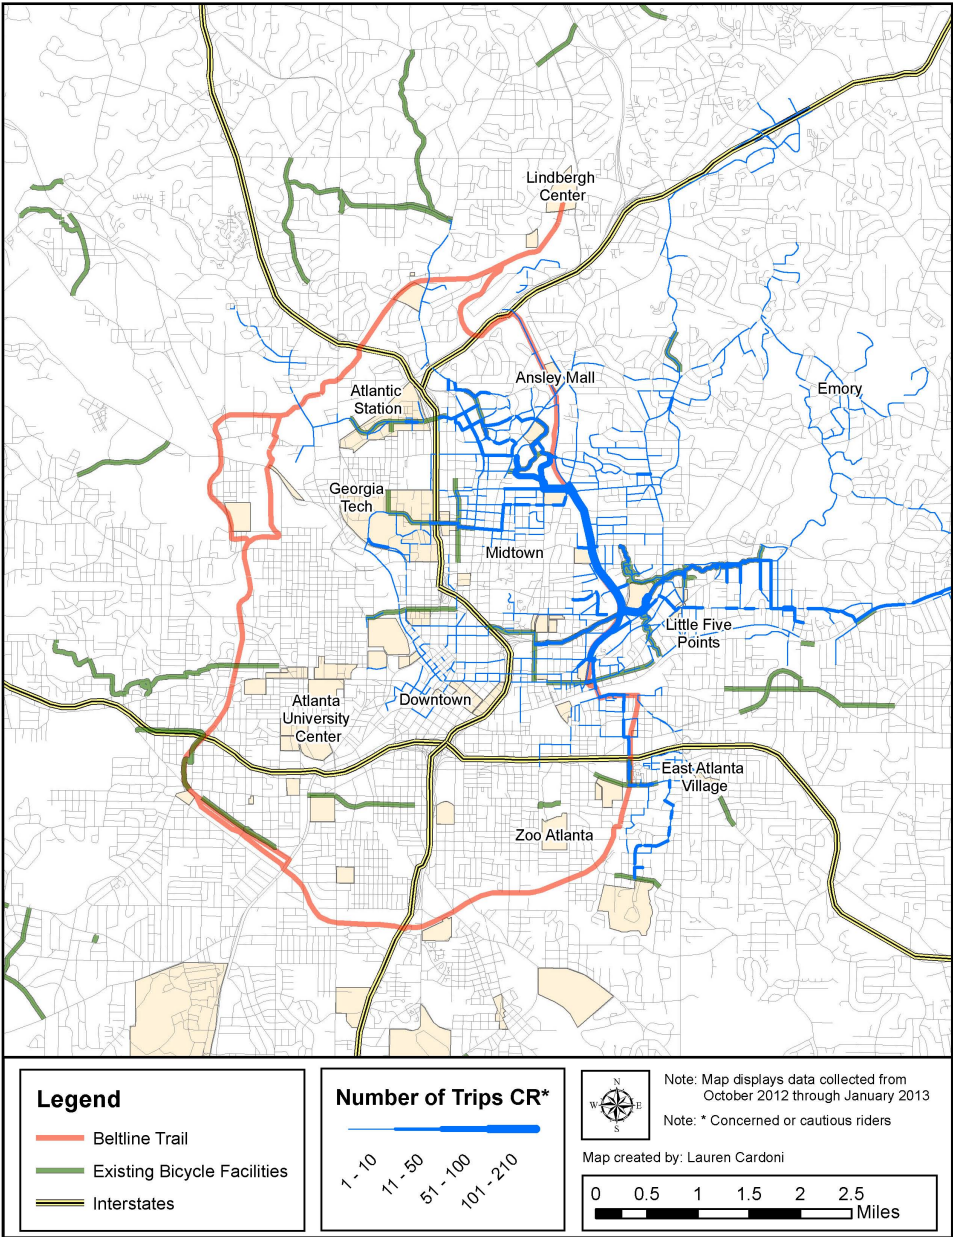 Lindbergh
Center
Ansley Mall
Atlantic
Station
Emory
Georgia
Tech
Midtown
Little Five
Points
Atlanta
University
Center
Downtown
East Atlanta
Village
Zoo Atlanta
Legend
Beltline Trail
Existing Bicycle Facilities
Interstates
Number of Trips CR*
1 - 10
11 - 50
51 - 100
101 - 210
N
W
E
S
Note: Map displays data collected from
October 2012 through January 2013
Note: * Concerned or cautious riders
Map created by: Lauren Cardoni
0 0.5 1 1.5 2 2.5
Miles